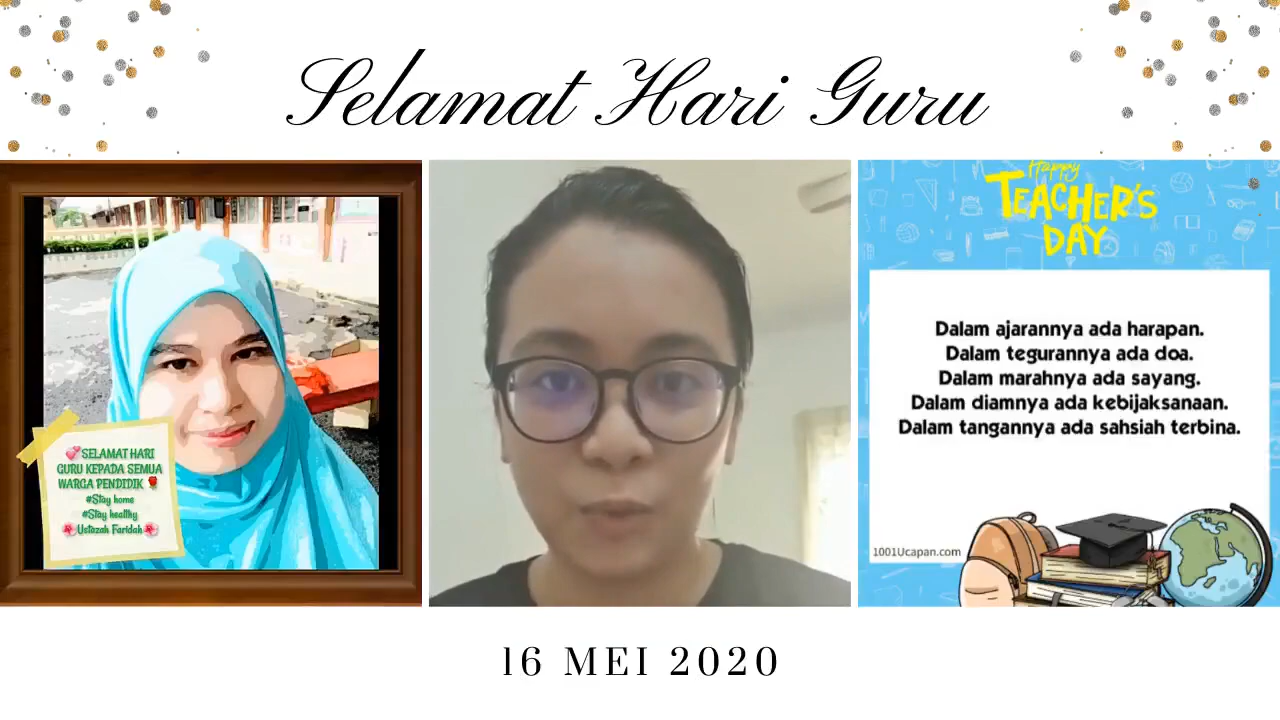 Selamat Hari Guru
💞SELAMAT HARI
GURU KEPADA SEMUA
WARGA PENDIDIK🌹
#Stay home
#Stay healthy
🌺Ustazah Faridah🌺
Happy
TEACHER'S
DAY
Dalam ajarannya ada harapan.
Dalam tegurannya ada doa.
Dalam marahnya ada sayang.
Dalam diamnya ada kebijaksanaan.
Dalam tangannya ada sahsiah terbina.
1001Ucapan.com
16 MEI 2020